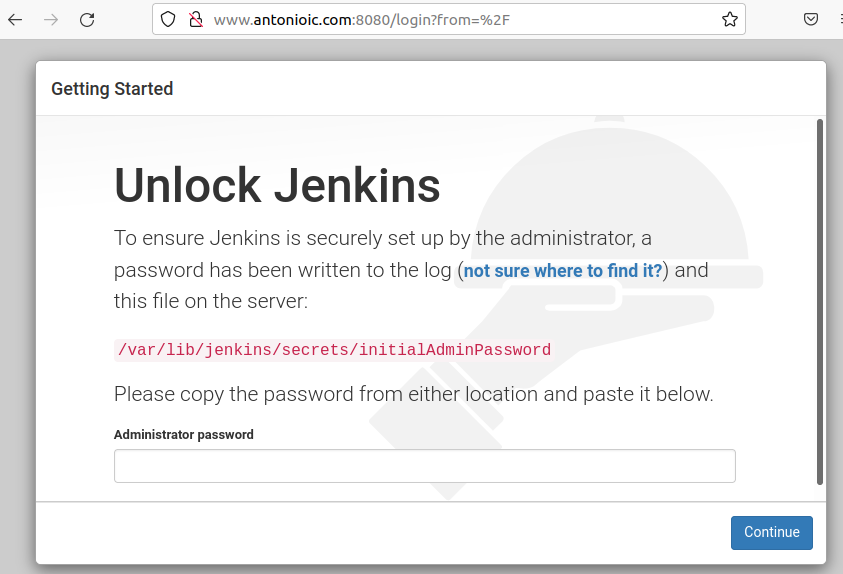 www.antonioic.com:8080/login?from=%2F
Getting Started
Unlock Jenkins
To ensure Jenkins is securely set up by the administrator, a
password has been written to the log (not sure where to find it?) and
this file on the server:
/var/lib/jenkins/secrets/initialAdminPassword
Please copy the password from either location and paste it below.
Administrator password
Continue